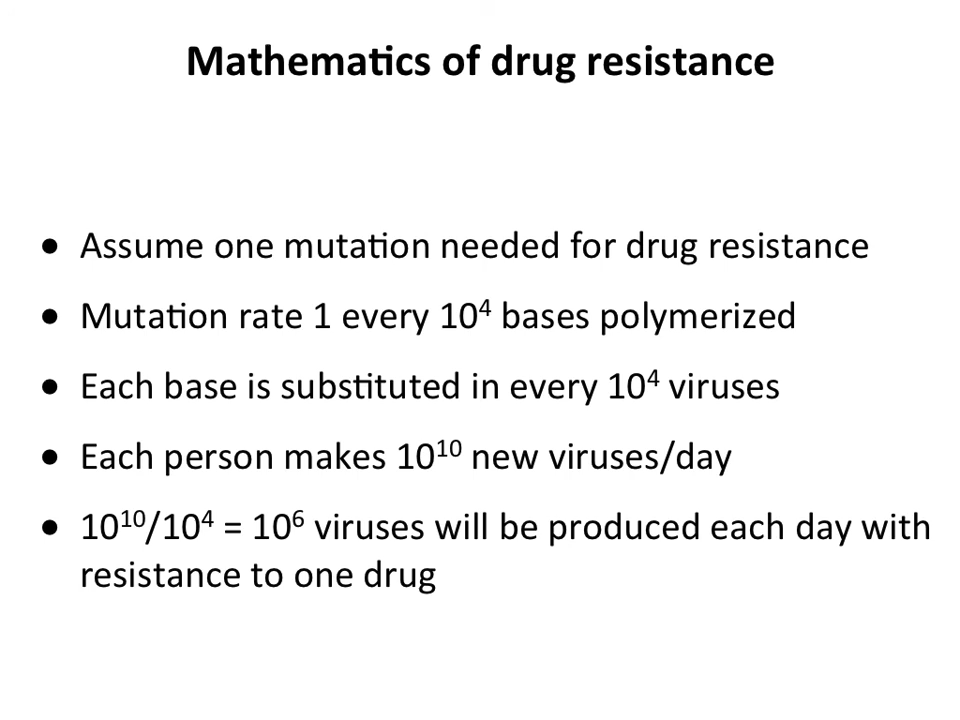 Mathematics of drug resistance
● Assume one mutation needed for drug resistance
● Mutation rate 1 every 10⁴ bases polymerized
● Each base is substituted in every 10⁴ viruses
● Each person makes 10¹⁰ new viruses/day
● 10¹⁰/10⁴ = 10⁶ viruses will be produced each day with
resistance to one drug